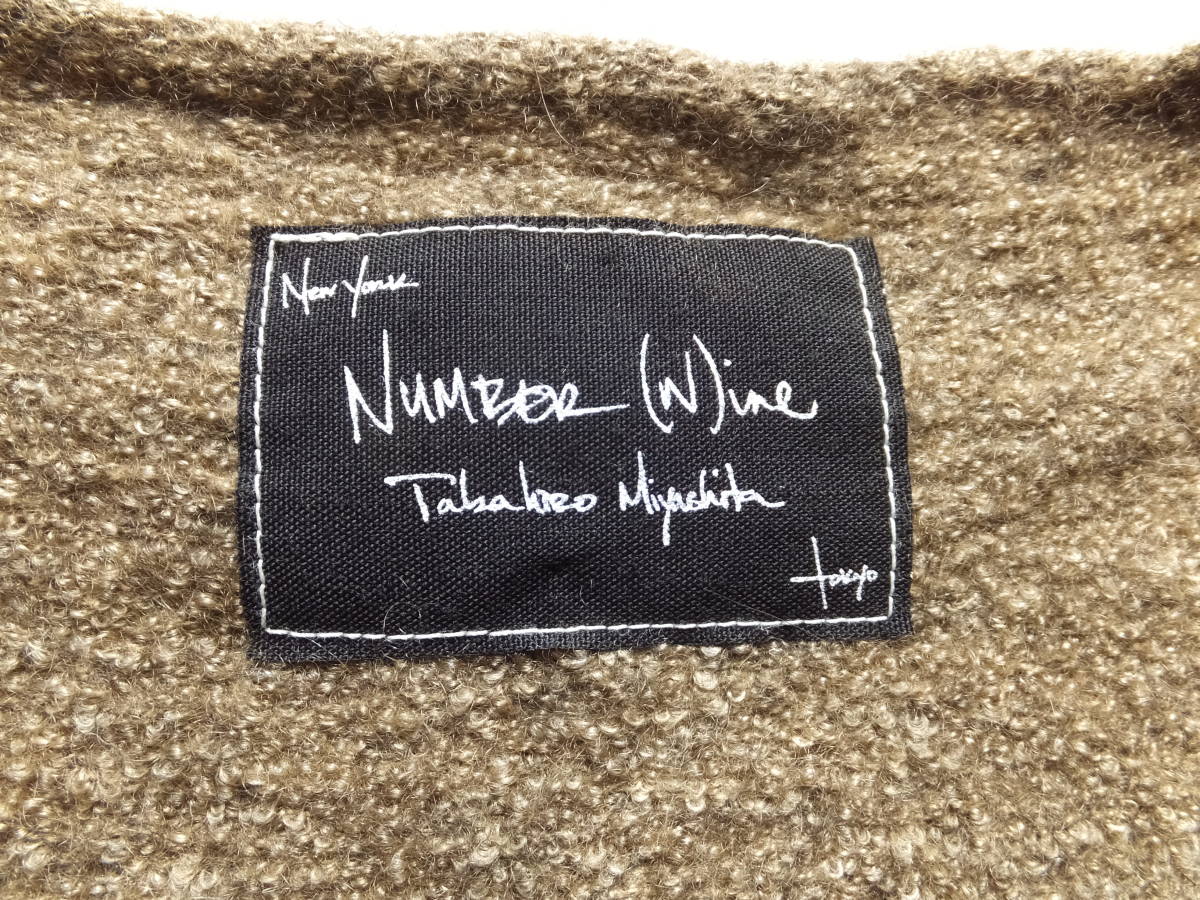 New York
NUMBER (N)ine
Takahiro Miyashita
tokyo